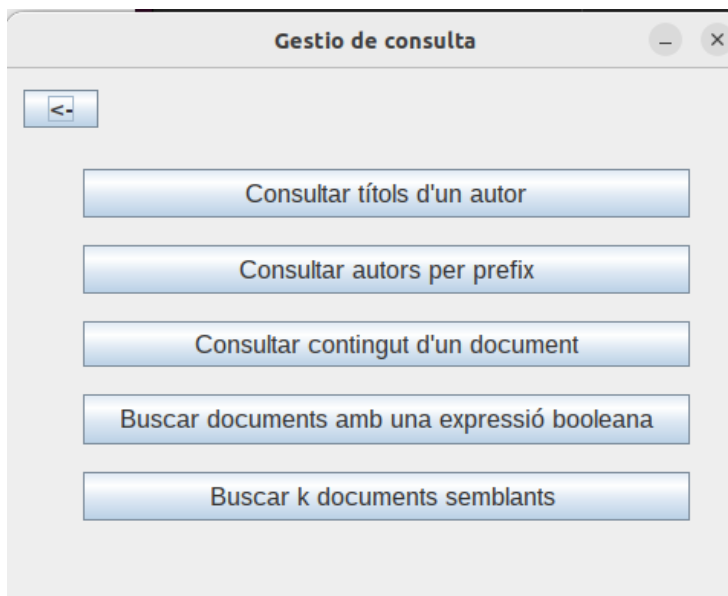 Gestio de consulta
<-
Consultar títols d'un autor
Consultar autors per prefix
Consultar contingut d'un document
Buscar documents amb una expressió booleana
Buscar k documents semblants